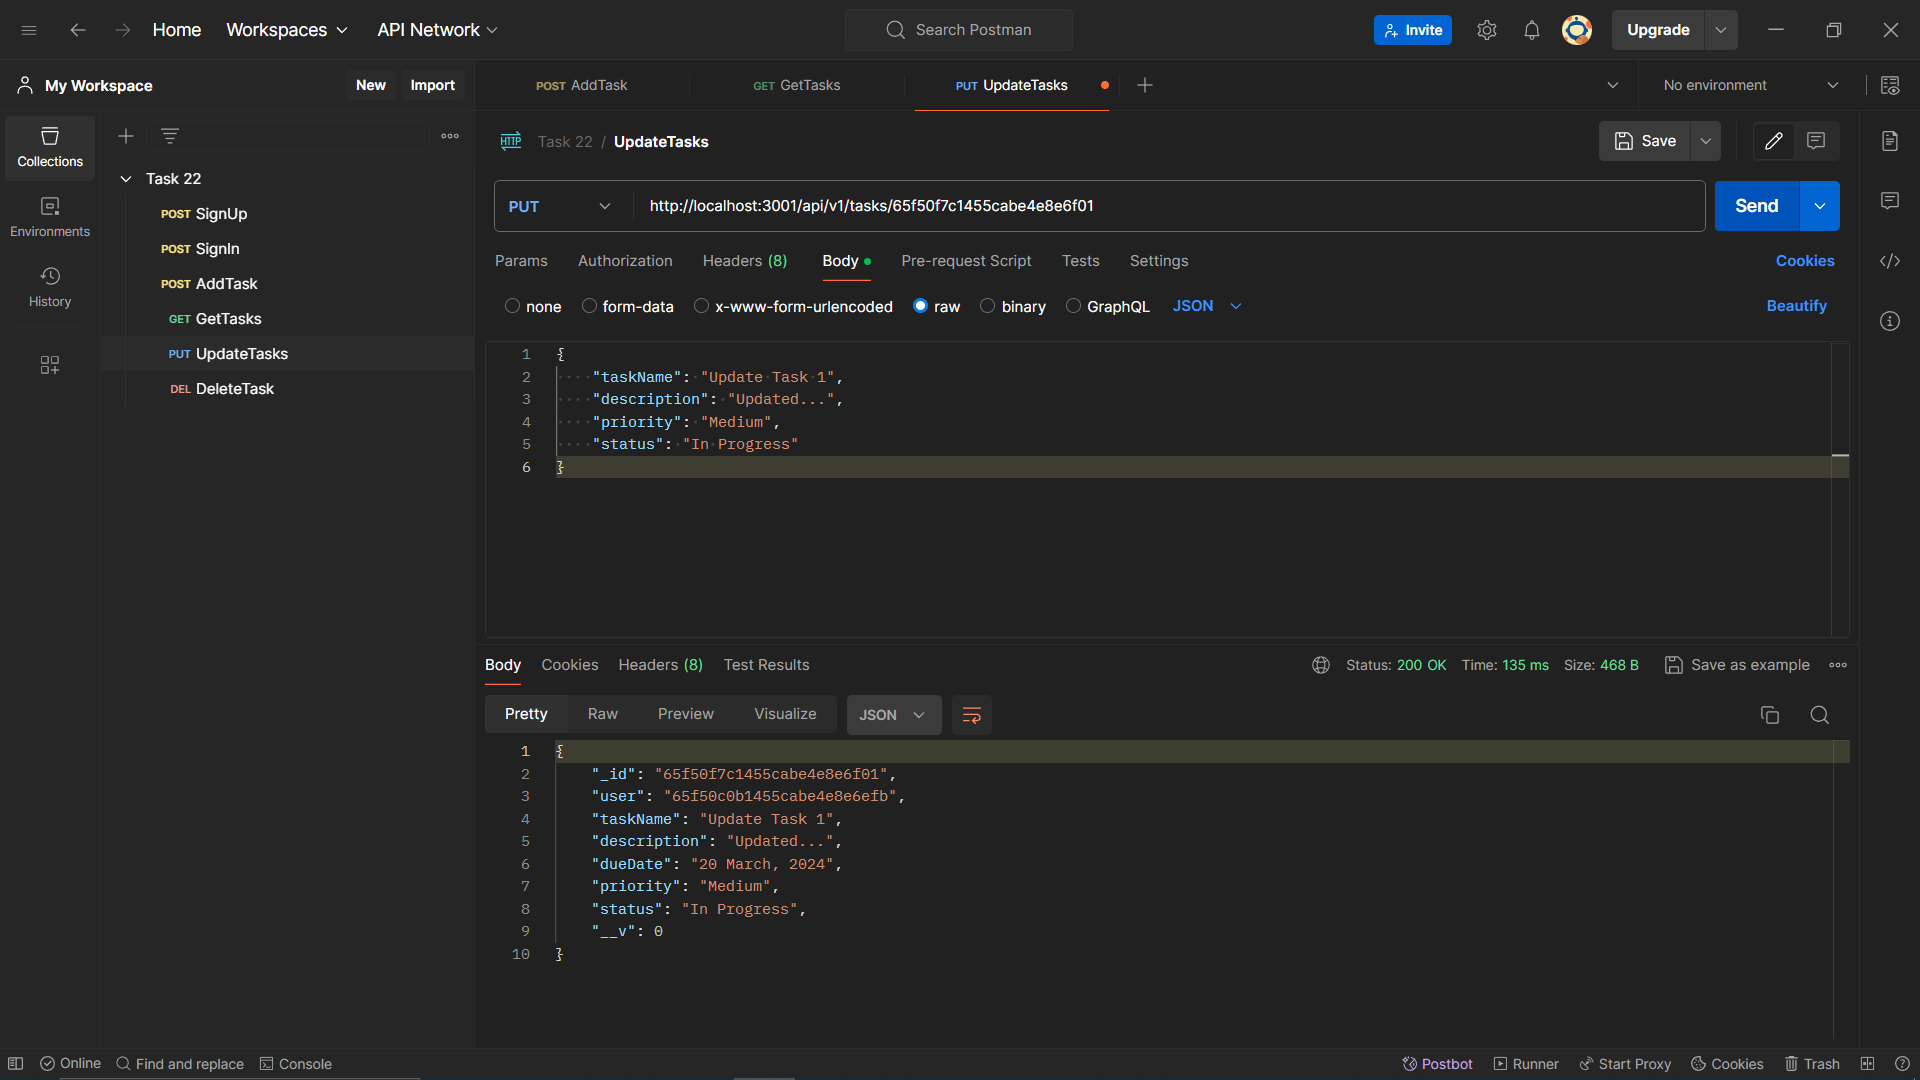 Home Workspaces API Network Search Postman Invite Upgrade
My Workspace New Import POST AddTask GET GetTasks PUT UpdateTasks No environment
Collections
Environments
History
Task 22
POST SignUp
POST SignIn
POST AddTask
GET GetTasks
PUT UpdateTasks
DEL DeleteTask
HTTP Task 22 / UpdateTasks Save
PUT http://localhost:3001/api/v1/tasks/65f50f7c1455cabe4e8e6f01 Send
Params Authorization Headers (8) Body Pre-request Script Tests Settings Cookies
none form-data x-www-form-urlencoded raw binary GraphQL JSON Beautify
1 {
2 "taskName": "Update Task 1",
3 "description": "Updated...",
4 "priority": "Medium",
5 "status": "In Progress"
6 }
Body Cookies Headers (8) Test Results Status: 200 OK Time: 135 ms Size: 468 B Save as example
Pretty Raw Preview Visualize JSON
1 {
2 "_id": "65f50f7c1455cabe4e8e6f01",
3 "user": "65f50c0b1455cabe4e8e6efb",
4 "taskName": "Update Task 1",
5 "description": "Updated...",
6 "dueDate": "20 March, 2024",
7 "priority": "Medium",
8 "status": "In Progress",
9 "__v": 0
10 }
Online Find and replace Console Postbot Runner Start Proxy Cookies Trash